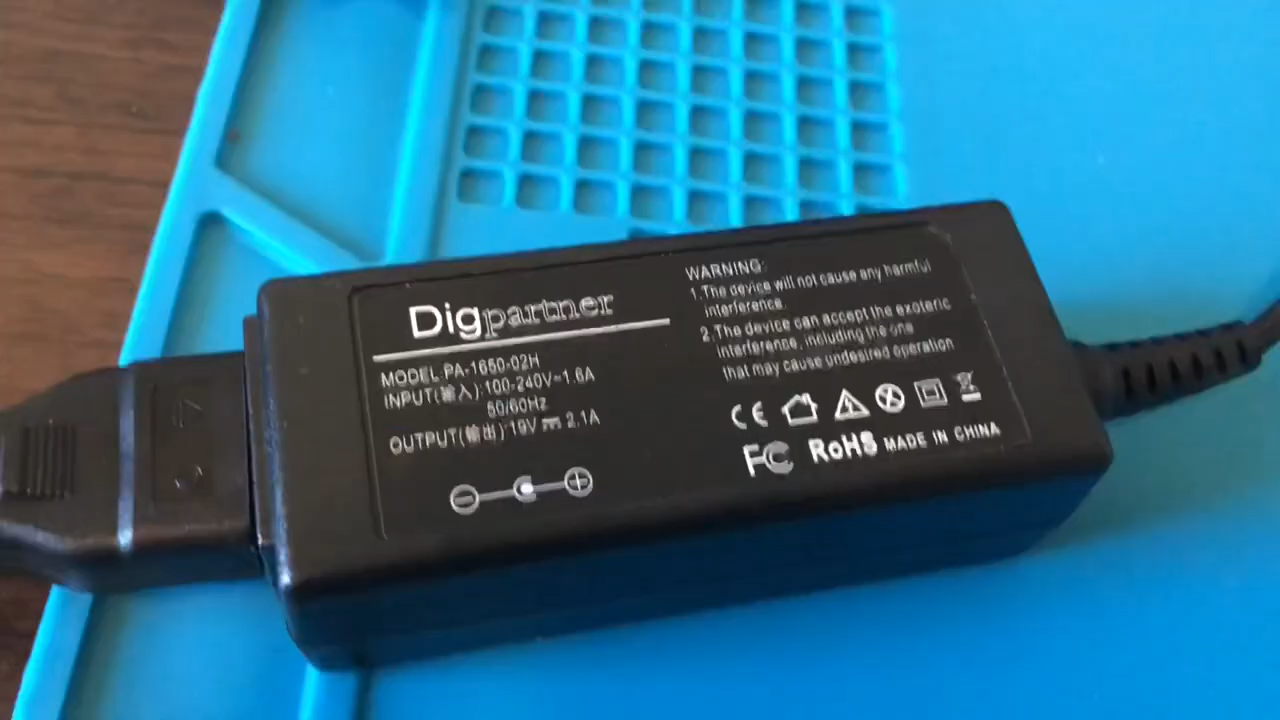 Digpartner
MODEL:PA-1650-02H
INPUT(輸入):100-240V~1.6A
50/60Hz
OUTPUT(輸出):19V⎓2.1A
WARNING:
1.The device will not cause any harmful
interference.
2.The device can accept the exoteric
interference, including the one
that may cause undesired operation
CE
FC RoHS MADE IN CHINA